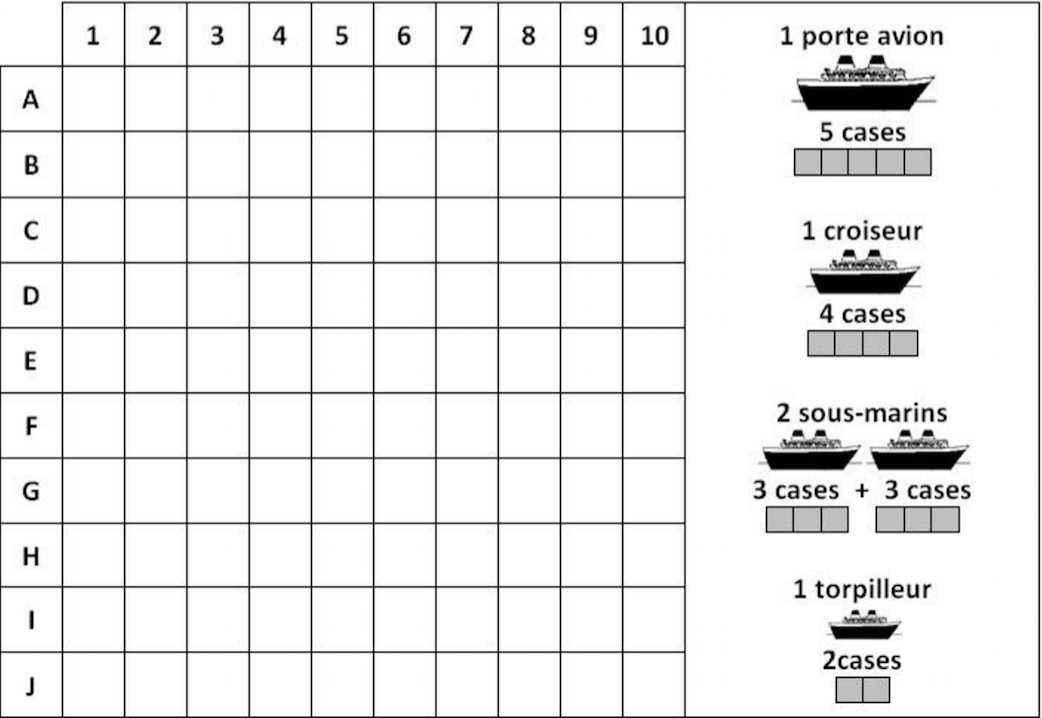 1 2 3 4 5 6 7 8 9 10
A
B
C
D
E
F
G
H
I
J
1 porte avion
5 cases
1 croiseur
4 cases
2 sous-marins
3 cases + 3 cases
1 torpilleur
2cases